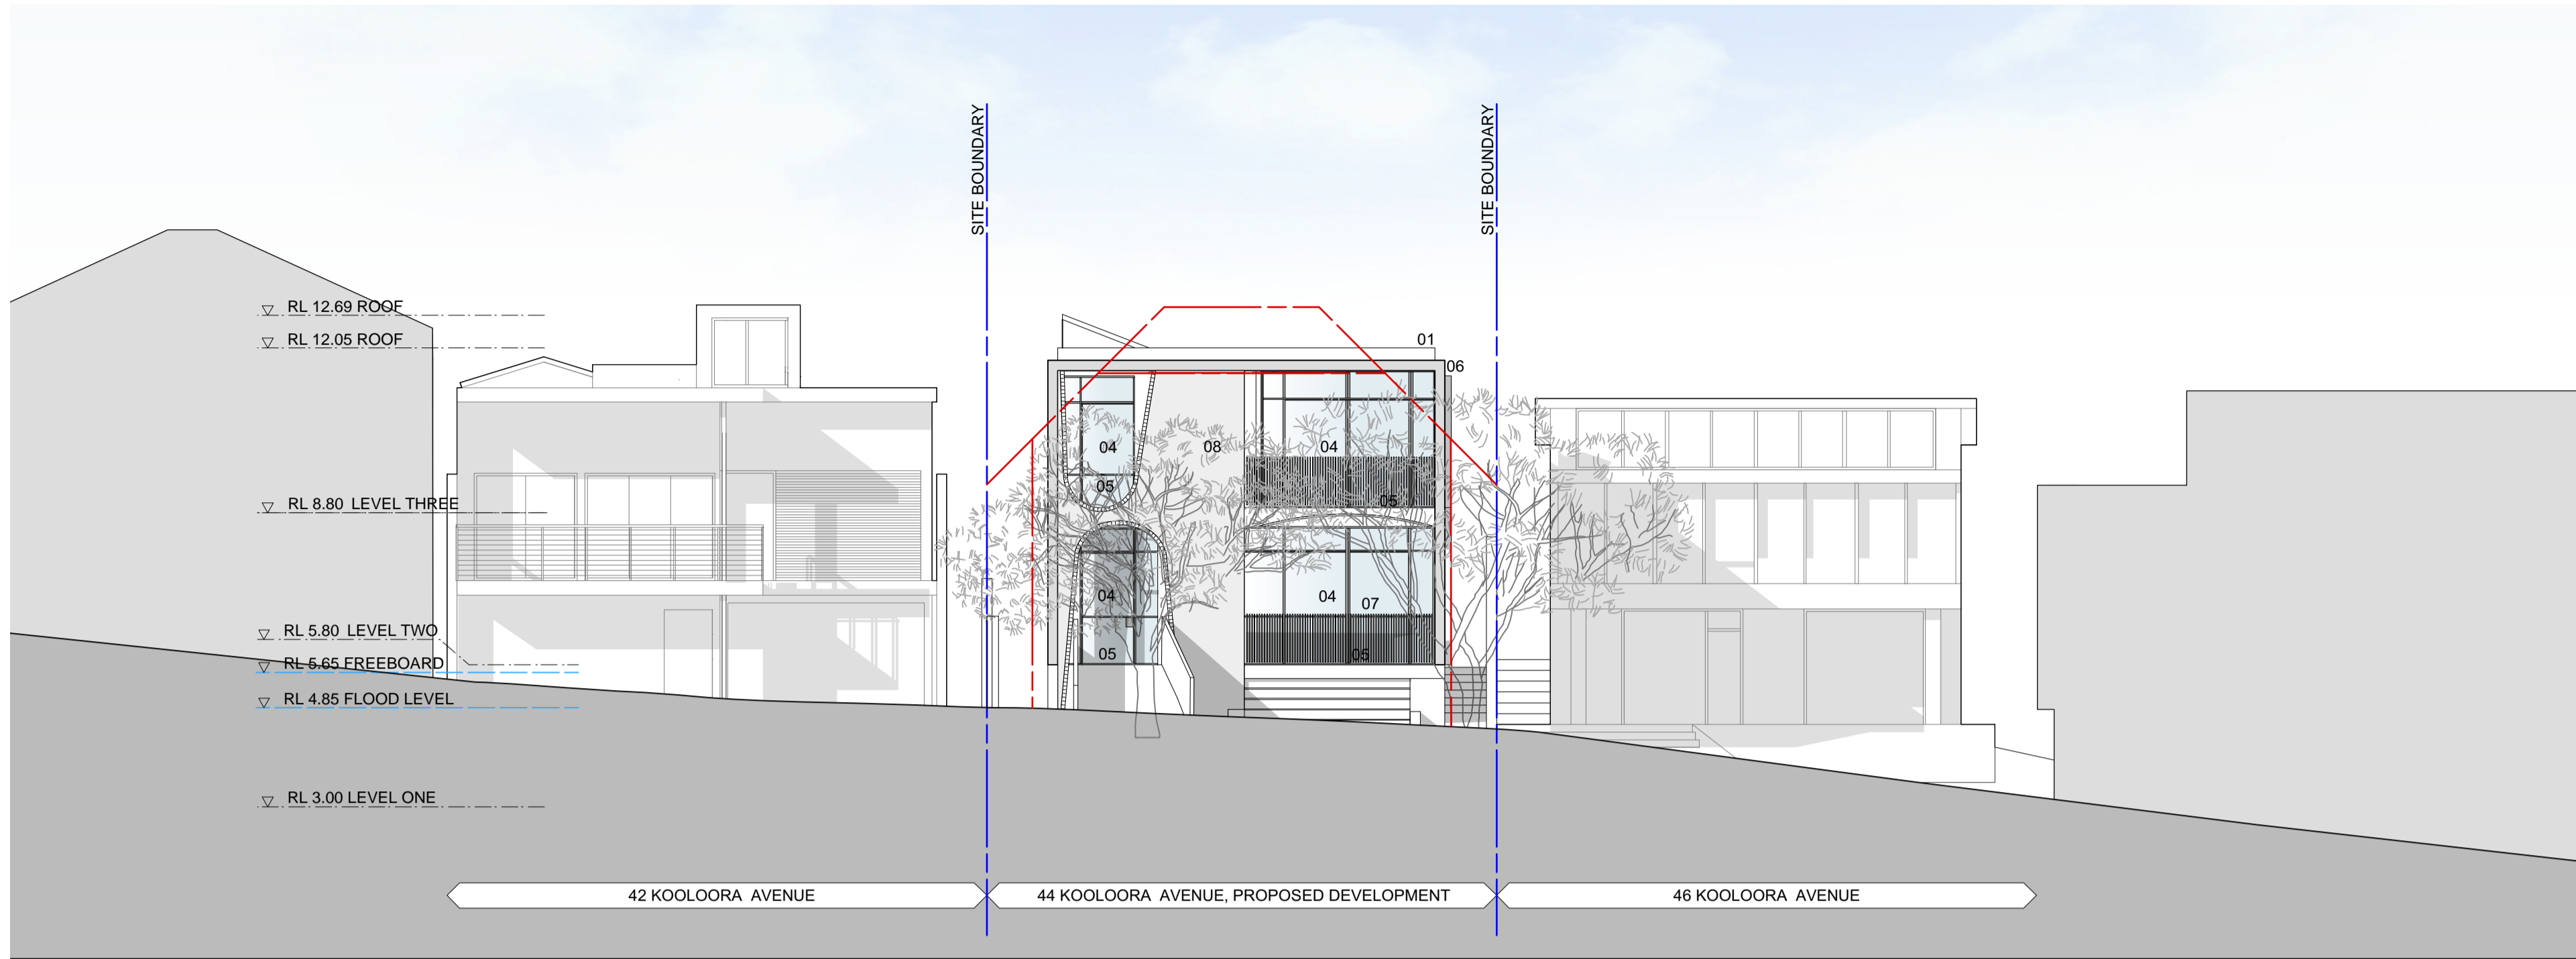 SITE BOUNDARY
SITE BOUNDARY
RL 12.69 ROOF
RL 12.05 ROOF
01
06
04
08
04
05
05
RL 8.80 LEVEL THREE
04
04
07
RL 5.80 LEVEL TWO
05
05
RL 5.65 FREEBOARD
RL 4.85 FLOOD LEVEL
RL 3.00 LEVEL ONE
42 KOOLOORA AVENUE
44 KOOLOORA AVENUE, PROPOSED DEVELOPMENT
46 KOOLOORA AVENUE